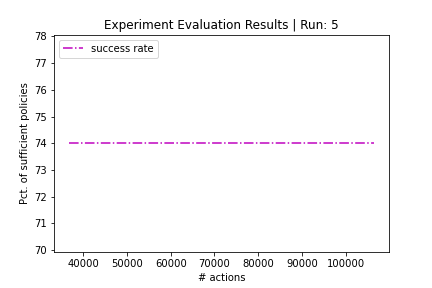 Experiment Evaluation Results | Run: 5
success rate
Pct. of sufficient policies
78
77
76
75
74
73
72
71
70
40000 50000 60000 70000 80000 90000 100000
# actions